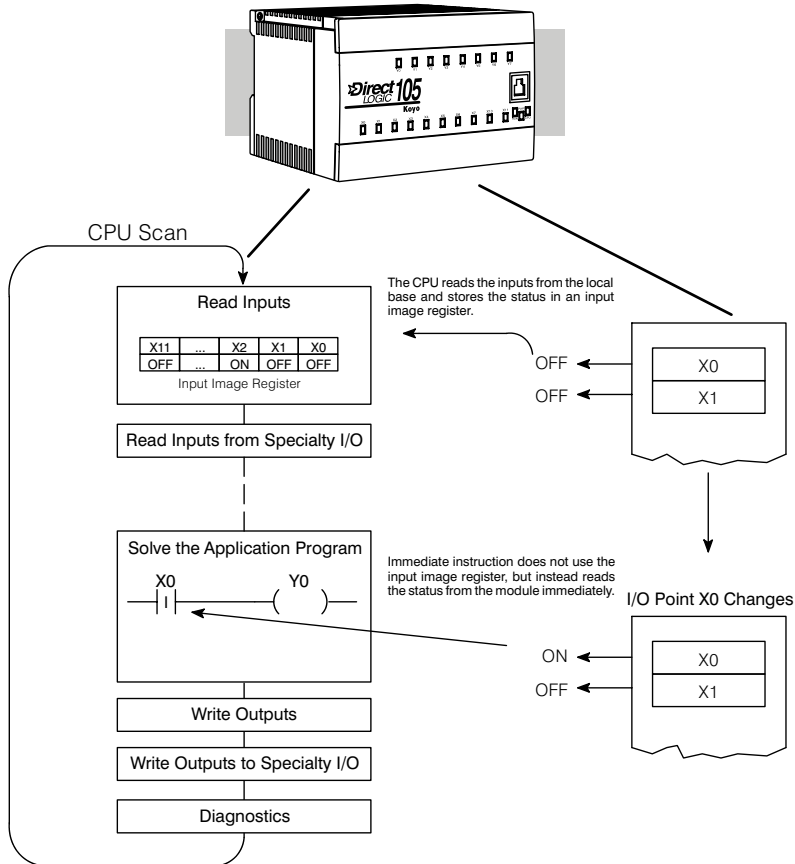 Direct
LOGIC 105
Koyo
CPU Scan
The CPU reads the inputs from the local
base and stores the status in an input
image register.
Read Inputs
X11 ... X2 X1 X0
OFF ... ON OFF OFF
Input Image Register
OFF X0
OFF X1
Read Inputs from Specialty I/O
Solve the Application Program
X0 Y0
I
Immediate instruction does not use the
input image register, but instead reads
the status from the module immediately.
I/O Point X0 Changes
ON X0
OFF X1
Write Outputs
Write Outputs to Specialty I/O
Diagnostics